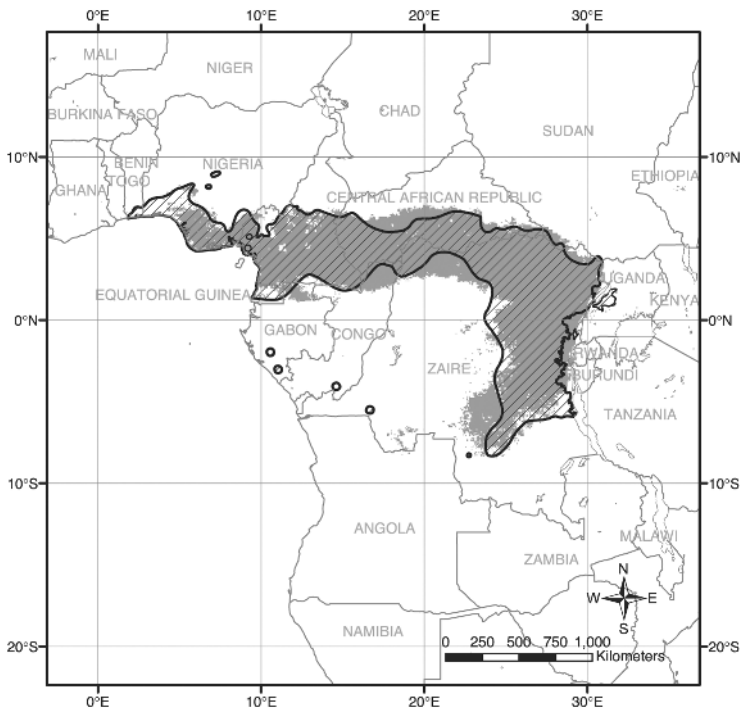 0°E 10°E 20°E 30°E
MALI
NIGER
CHAD
BURKINA FASO
SUDAN
10°N 10°N
BENIN
NIGERIA
ETHIOPIA
GHANA
TOGO
CENTRAL AFRICAN REPUBLIC
UGANDA
EQUATORIAL GUINEA
KENYA
0°N 0°N
GABON
CONGO
ZAIRE
RWANDA
BURUNDI
TANZANIA
10°S 10°S
ANGOLA
MALAWI
ZAMBIA
N
W E
S
NAMIBIA
0 250 500 750 1,000
Kilometers
20°S 20°S
0°E 10°E 20°E 30°E